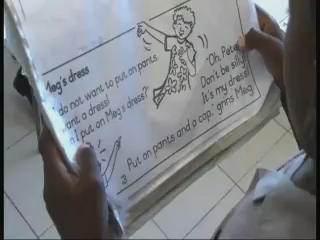 Meg's dress
do not want to put on pants.
want a dress!
I put on Meg's dress?"
"Oh, Pete
Don't be silly
It's my dress!
3 Put on pants and a cap," grins Meg.